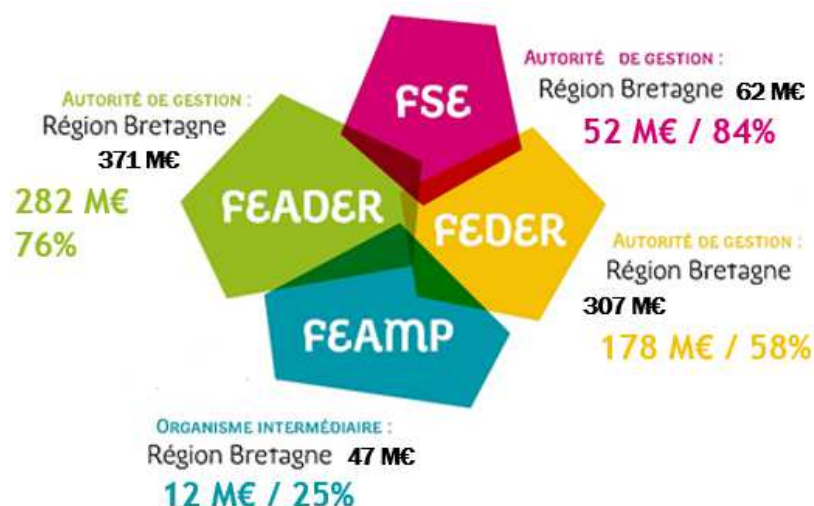 FSE
AUTORITÉ DE GESTION :
Région Bretagne 62 M€
52 M€ / 84%
AUTORITÉ DE GESTION :
Région Bretagne
371 M€
282 M€
76%
FEADER
FEDER
AUTORITÉ DE GESTION :
Région Bretagne
307 M€
178 M€ / 58%
FEAMP
ORGANISME INTERMÉDIAIRE :
Région Bretagne 47 M€
12 M€ / 25%